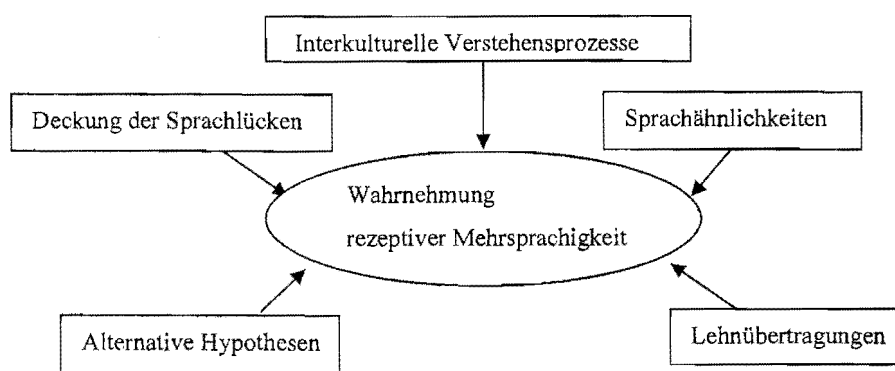 Interkulturelle Verstehensprozesse
Deckung der Sprachlücken
Sprachähnlichkeiten
Wahrnehmung
rezeptiver Mehrsprachigkeit
Alternative Hypothesen
Lehnübertragungen